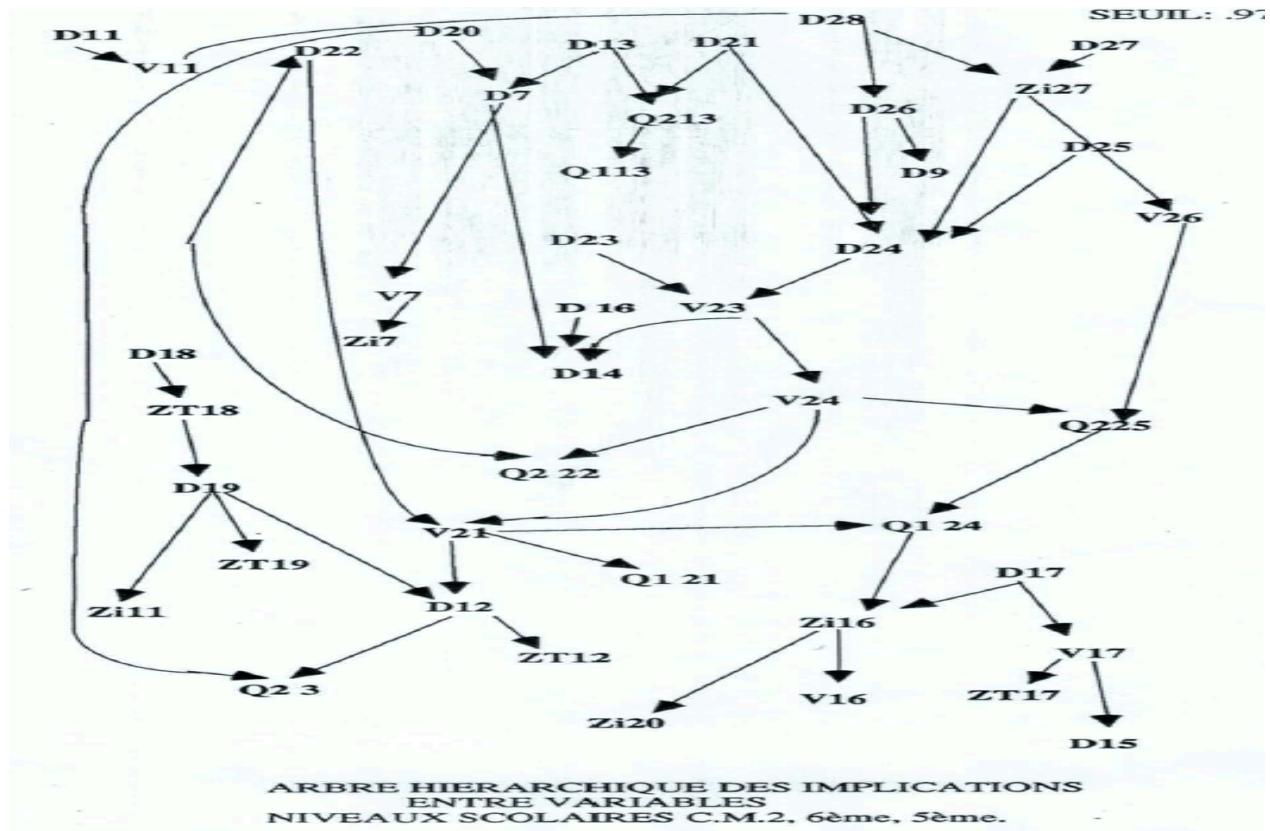 SEUIL: .97
D28
D11
D20
D13
D21
D27
D22
V11
Zi27
D7
D26
Q213
D25
Q113
D9
V26
D23
D24
V7
D 16
V23
Zi7
D18
D14
ZT18
V24
Q225
Q2 22
D19
V21
Q1 24
ZT19
Q1 21
D17
Zi11
D12
Zi16
ZT12
V17
Q2 3
V16
ZT17
Zi20
D15
ARBRE HIERARCHIQUE DES IMPLICATIONS
ENTRE VARIABLES
NIVEAUX SCOLAIRES C.M.2, 6ème, 5ème.